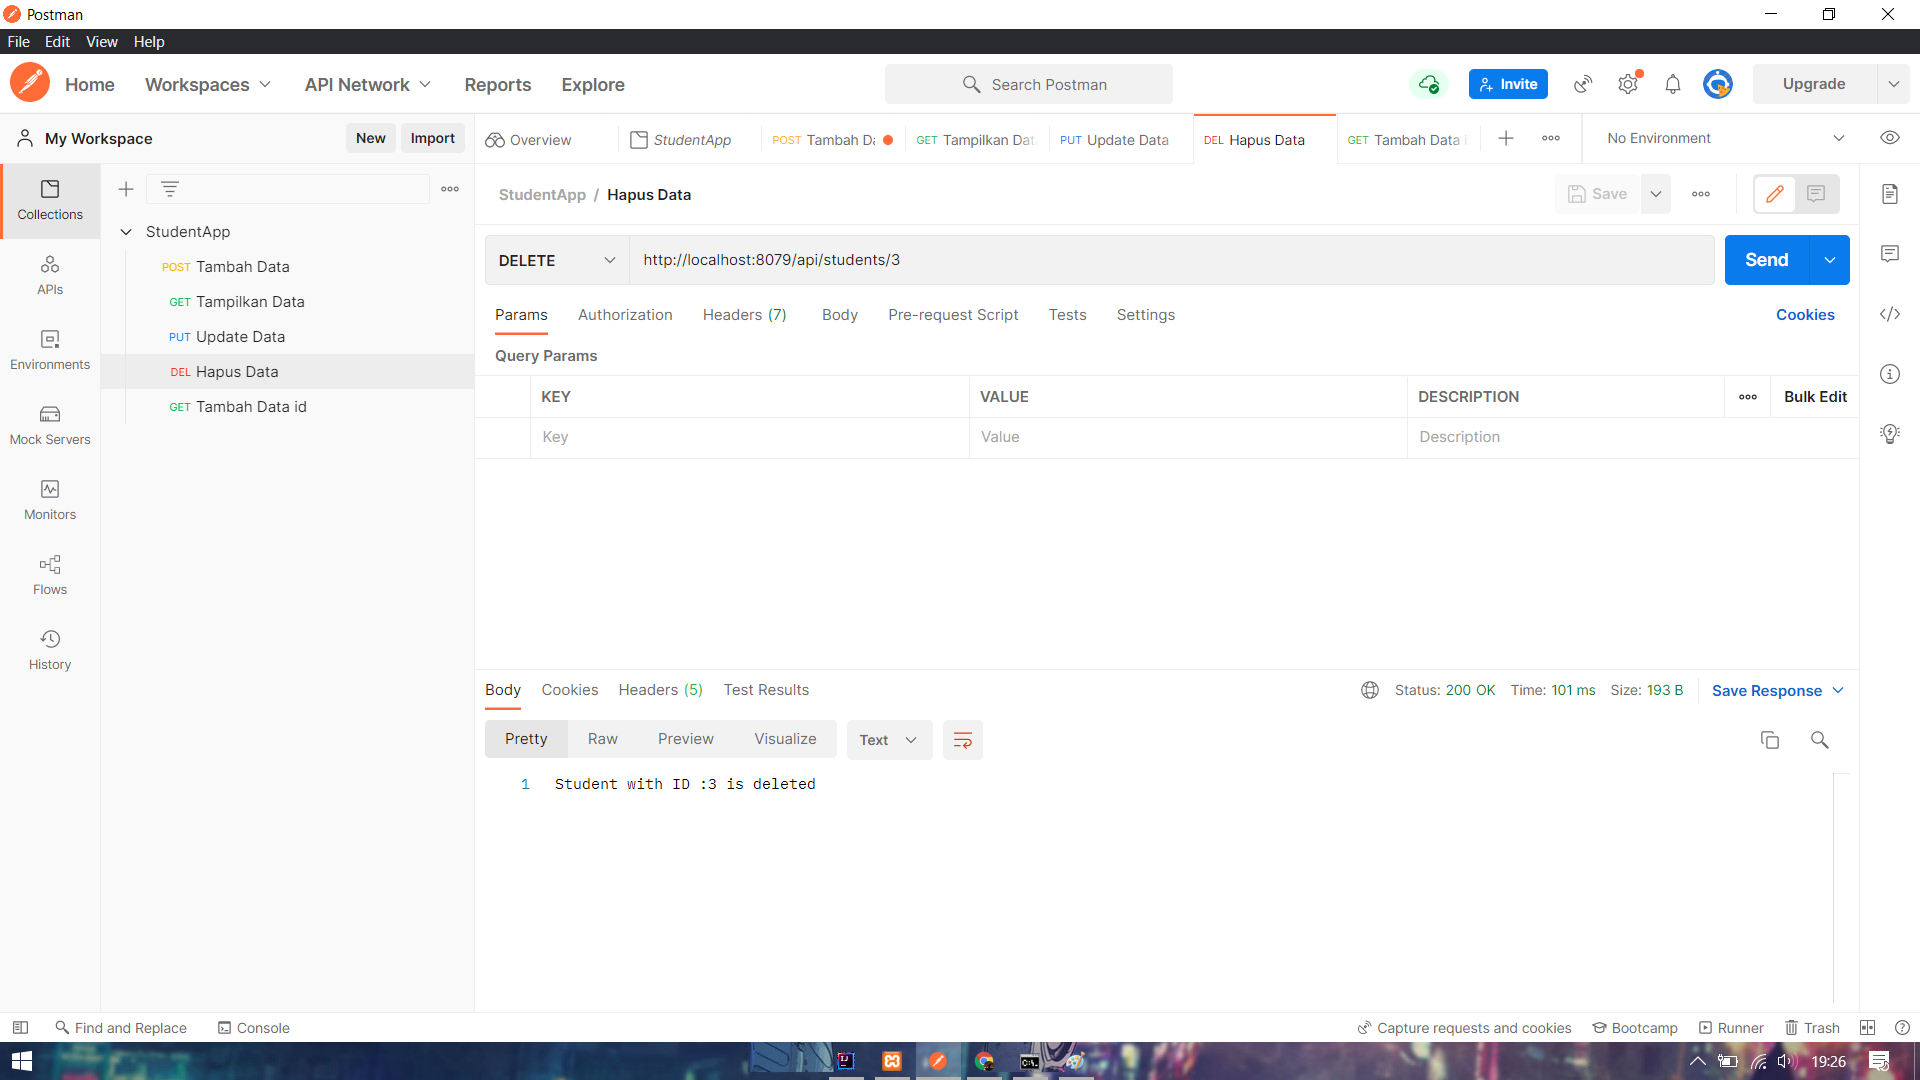 Postman
File Edit View Help
Home Workspaces API Network Reports Explore Search Postman Invite Upgrade
My Workspace New Import Overview StudentApp POST Tambah Da GET Tampilkan Dat PUT Update Data DEL Hapus Data GET Tambah Data i No Environment
Collections
APIs
Environments
Mock Servers
Monitors
Flows
History
StudentApp
POST Tambah Data
GET Tampilkan Data
PUT Update Data
DEL Hapus Data
GET Tambah Data id
StudentApp / Hapus Data Save
DELETE http://localhost:8079/api/students/3 Send
Params Authorization Headers (7) Body Pre-request Script Tests Settings Cookies
Query Params
KEY VALUE DESCRIPTION Bulk Edit
Key Value Description
Body Cookies Headers (5) Test Results Status: 200 OK Time: 101 ms Size: 193 B Save Response
Pretty Raw Preview Visualize Text
1 Student with ID :3 is deleted
Find and Replace Console Capture requests and cookies Bootcamp Runner Trash
19:26